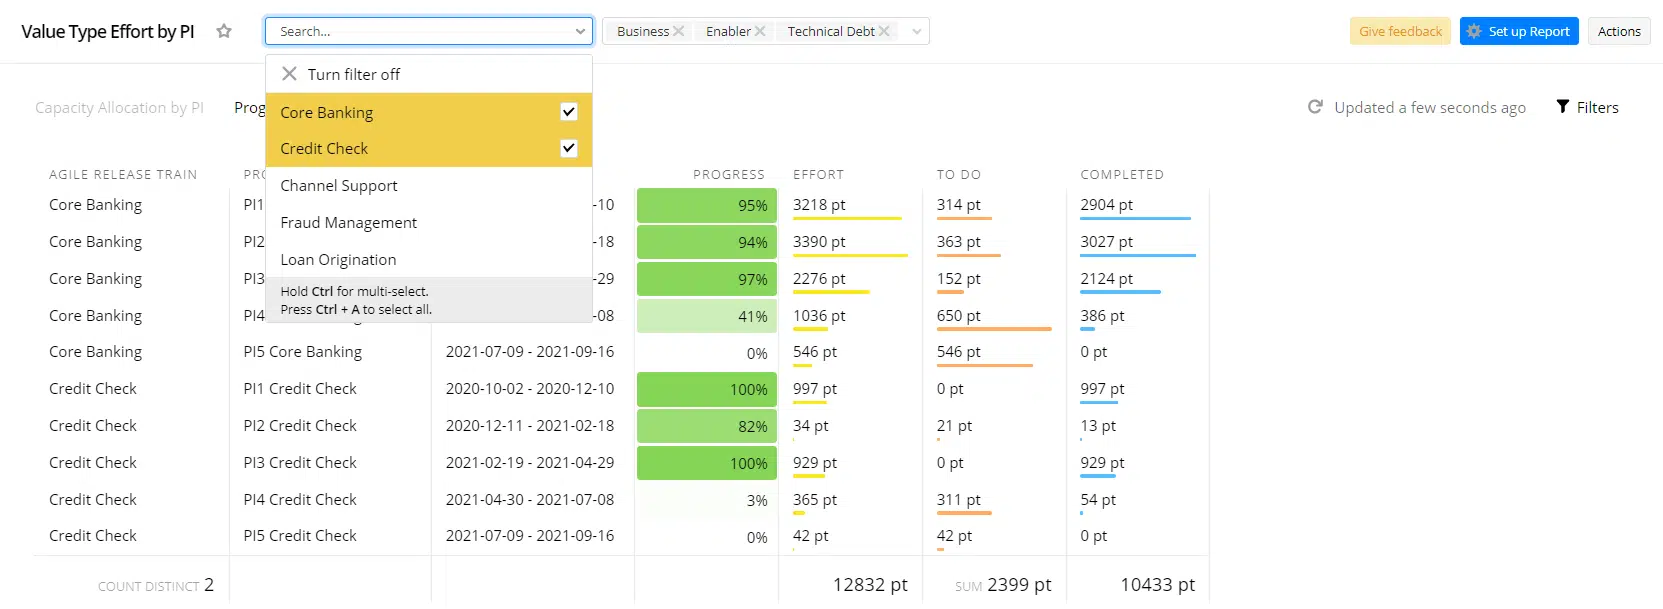 Value Type Effort by PI
Search...
Business Enabler Technical Debt
Give feedback Set up Report Actions
Turn filter off
Capacity Allocation by PI Prog
Updated a few seconds ago Filters
Core Banking
Credit Check
Channel Support
Fraud Management
Loan Origination
Hold Ctrl for multi-select.
Press Ctrl + A to select all.
AGILE RELEASE TRAIN PRO PROGRESS EFFORT TO DO COMPLETED
Core Banking PI1 -10 95% 3218 pt 314 pt 2904 pt
Core Banking PI2 -18 94% 3390 pt 363 pt 3027 pt
Core Banking PI3 -29 97% 2276 pt 152 pt 2124 pt
Core Banking PI4 -08 41% 1036 pt 650 pt 386 pt
Core Banking PI5 Core Banking 2021-07-09 - 2021-09-16 0% 546 pt 546 pt 0 pt
Credit Check PI1 Credit Check 2020-10-02 - 2020-12-10 100% 997 pt 0 pt 997 pt
Credit Check PI2 Credit Check 2020-12-11 - 2021-02-18 82% 34 pt 21 pt 13 pt
Credit Check PI3 Credit Check 2021-02-19 - 2021-04-29 100% 929 pt 0 pt 929 pt
Credit Check PI4 Credit Check 2021-04-30 - 2021-07-08 3% 365 pt 311 pt 54 pt
Credit Check PI5 Credit Check 2021-07-09 - 2021-09-16 0% 42 pt 42 pt 0 pt
COUNT DISTINCT 2 12832 pt SUM 2399 pt 10433 pt